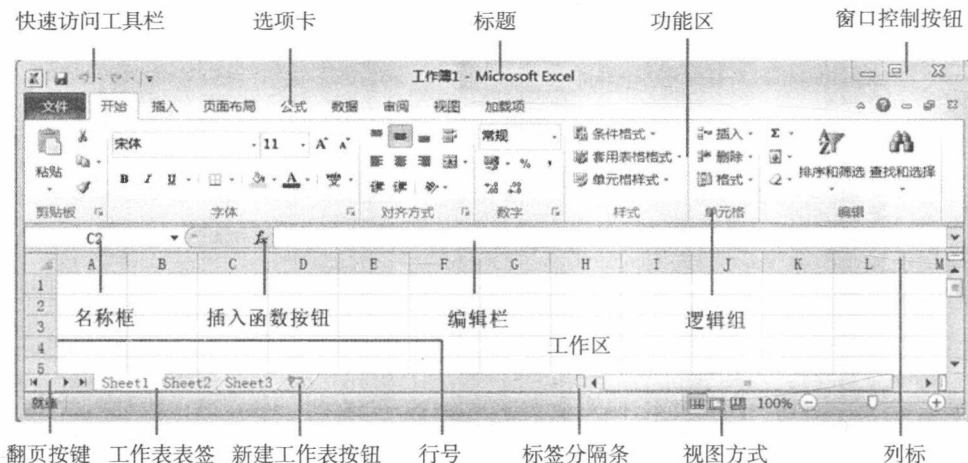 快速访问工具栏 选项卡 标题 功能区 窗口控制按钮
工作簿1 - Microsoft Excel
文件 开始 插入 页面布局 公式 数据 审阅 视图 加载项
宋体 11 常规 条件格式 插入 Σ
粘贴 套用表格格式 删除 排序和筛选 查找和选择
B I U A % , 单元格样式 格式
剪贴板 字体 对齐方式 数字 样式 单元格 编辑
C2 fx
A B C D E F G H I J K L M
1
2
名称框 插入函数按钮 编辑栏 逻辑组
3
4 工作区
5
Sheet1 Sheet2 Sheet3
就绪 100%
翻页按键 工作表表签 新建工作表按钮 行号 标签分隔条 视图方式 列标